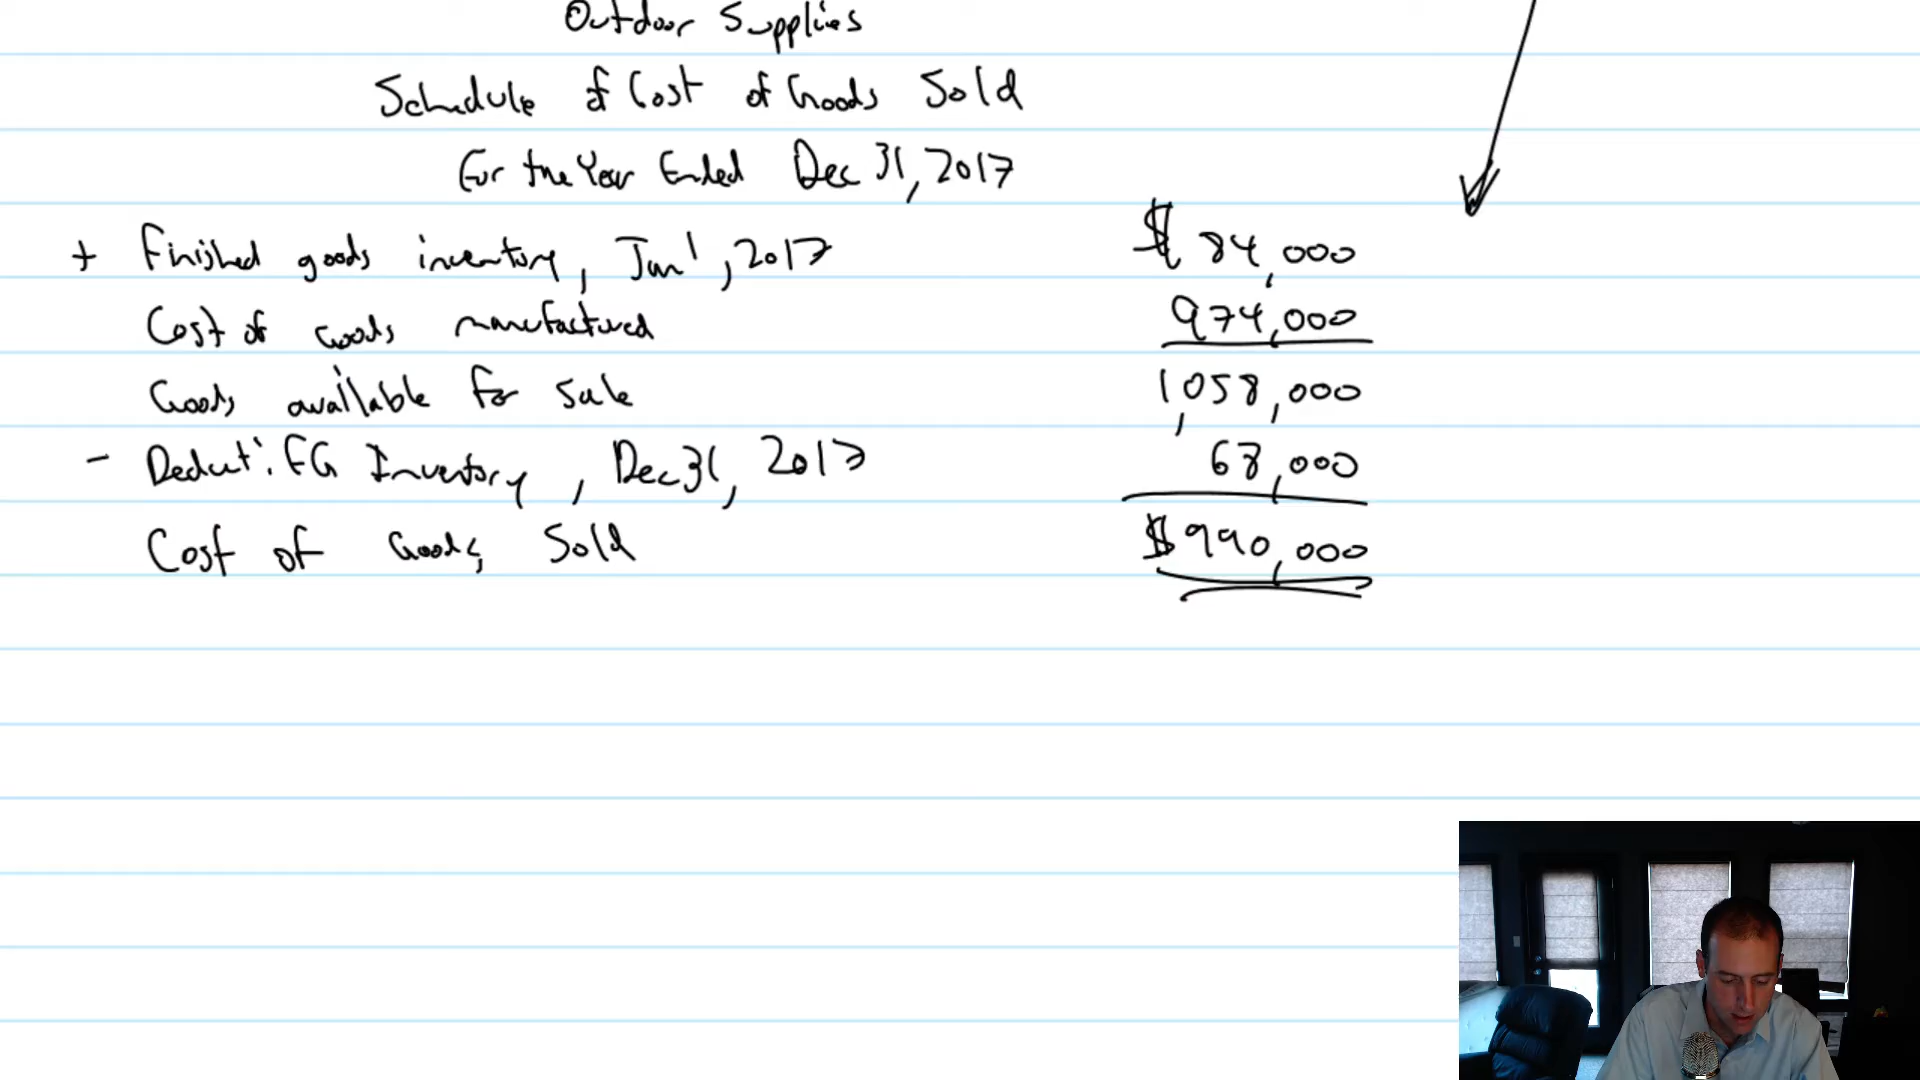 Outdoor Supplies
Schedule of Cost of Goods Sold
For the Year Ended Dec 31, 2017
+ Finished goods inventory, Jan 1, 2017 $ 84,000
Cost of Goods manufactured 974,000
Goods available for Sale 1,058,000
- Deduct: FG Inventory, Dec 31, 2017 68,000
Cost of Goods Sold $990,000